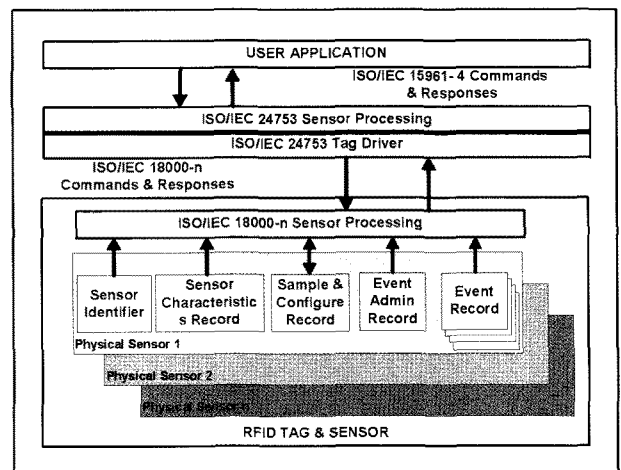 USER APPLICATION
ISO/IEC 15961- 4 Commands
& Responses
ISO/IEC 24753 Sensor Processing
ISO/IEC 24753 Tag Driver
ISO/IEC 18000-n
Commands & Responses
ISO/IEC 18000-n Sensor Processing
Sensor
Identifier
Sensor
Characteristic
s Record
Sample &
Configure
Record
Event
Admin
Record
Event
Record
Physical Sensor 1
Physical Sensor 2
Physical Sensor
RFID TAG & SENSOR